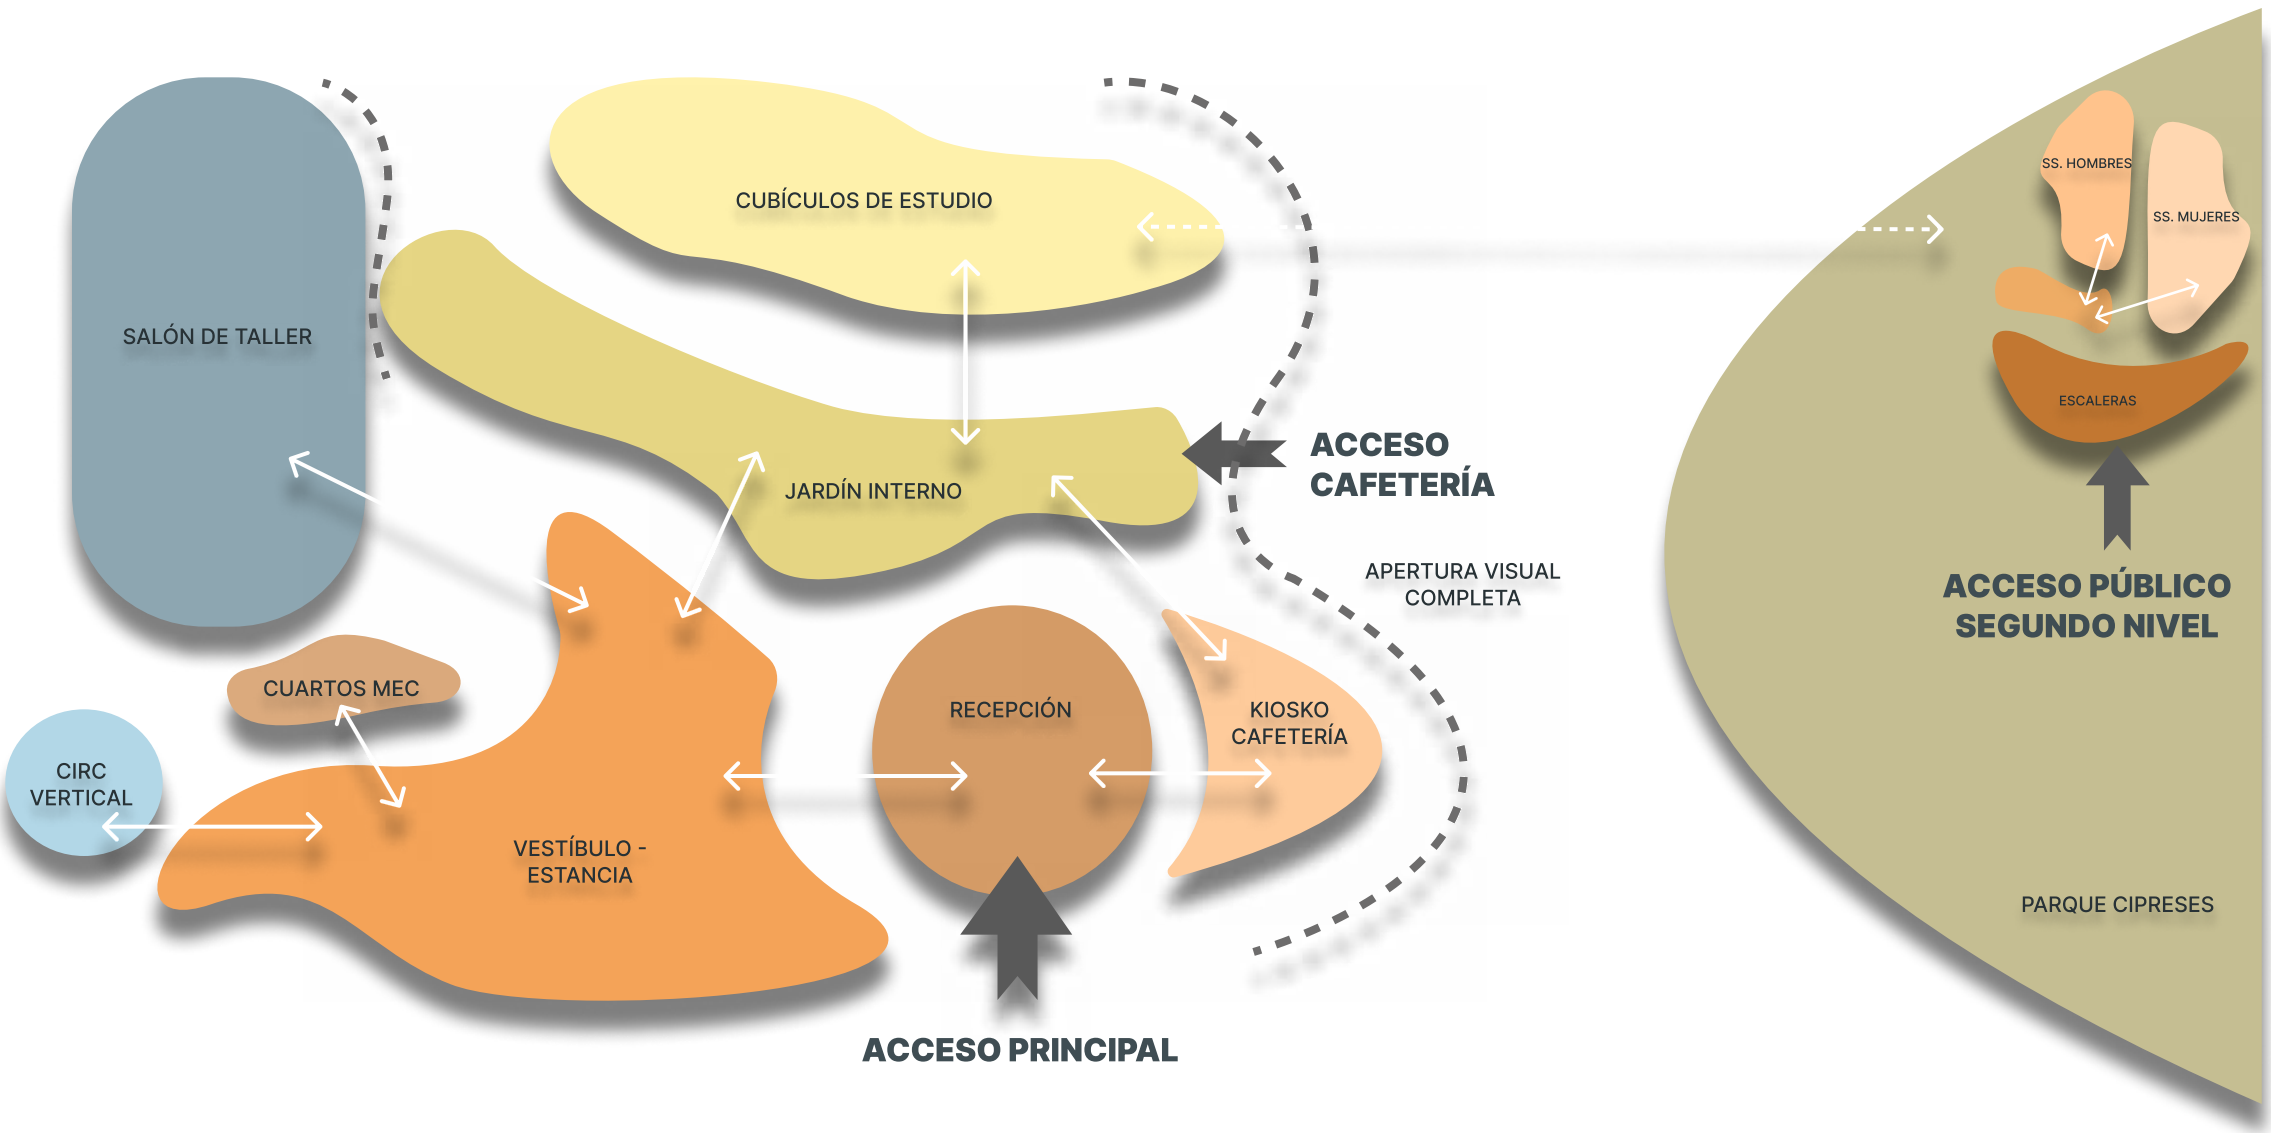 SS. HOMBRES
SS. MUJERES
CUBÍCULOS DE ESTUDIO
SALÓN DE TALLER
ESCALERAS
ACCESO
CAFETERÍA
JARDÍN INTERNO
APERTURA VISUAL
COMPLETA
ACCESO PÚBLICO
SEGUNDO NIVEL
CUARTOS MEC
RECEPCIÓN
KIOSKO
CAFETERÍA
CIRC
VERTICAL
VESTÍBULO -
ESTANCIA
PARQUE CIPRESES
ACCESO PRINCIPAL